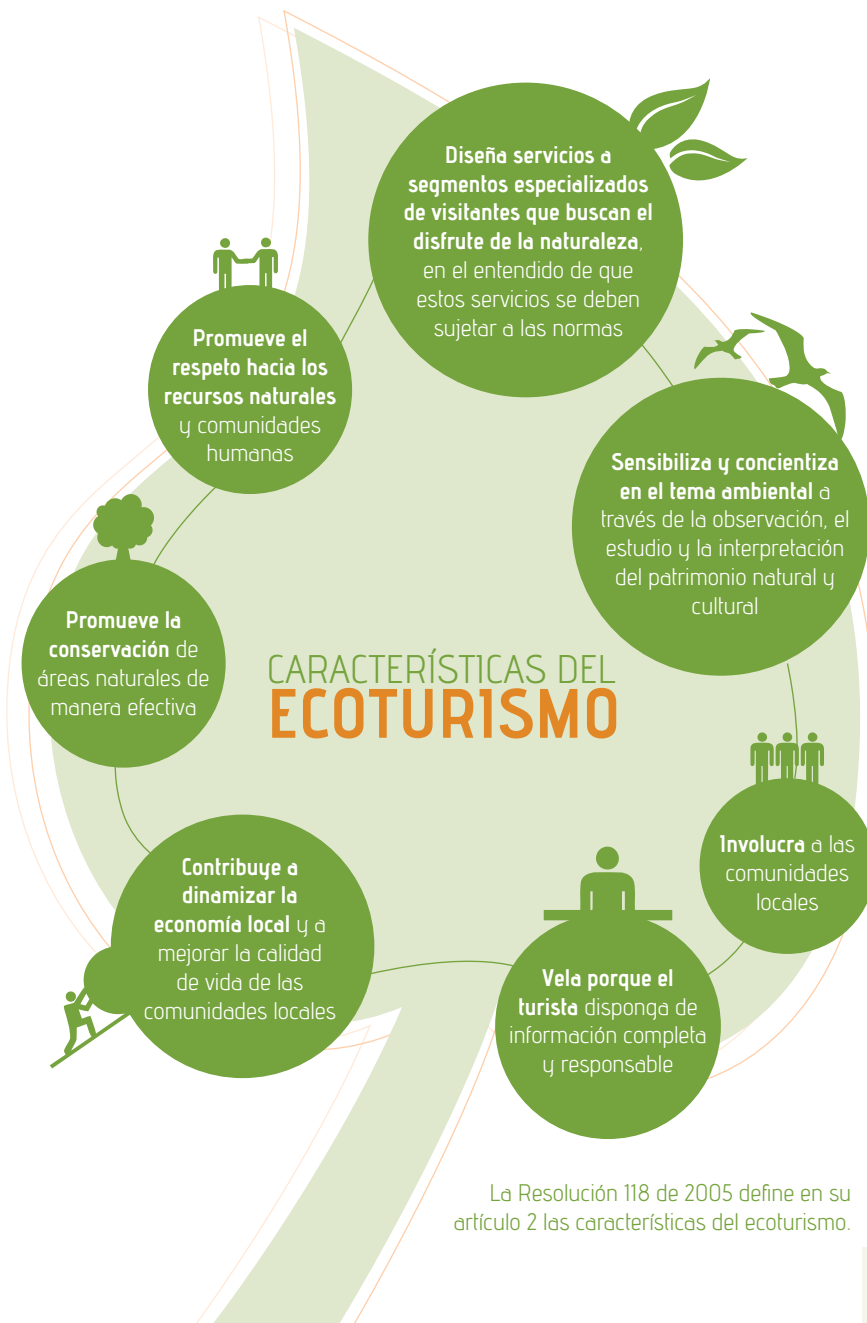 CARACTERÍSTICAS DEL
ECOTURISMO
Diseña servicios a
segmentos especializados
de visitantes que buscan el
disfrute de la naturaleza,
en el entendido de que
estos servicios se deben
sujetar a las normas
Sensibiliza y concientiza
en el tema ambiental a
través de la observación, el
estudio y la interpretación
del patrimonio natural y
cultural
Involucra a las
comunidades
locales
Vela porque el
turista disponga de
información completa
y responsable
Contribuye a
dinamizar la
economía local y a
mejorar la calidad
de vida de las
comunidades locales
Promueve la
conservación de
áreas naturales de
manera efectiva
Promueve el
respeto hacia los
recursos naturales
y comunidades
humanas
La Resolución 118 de 2005 define en su
artículo 2 las características del ecoturismo.